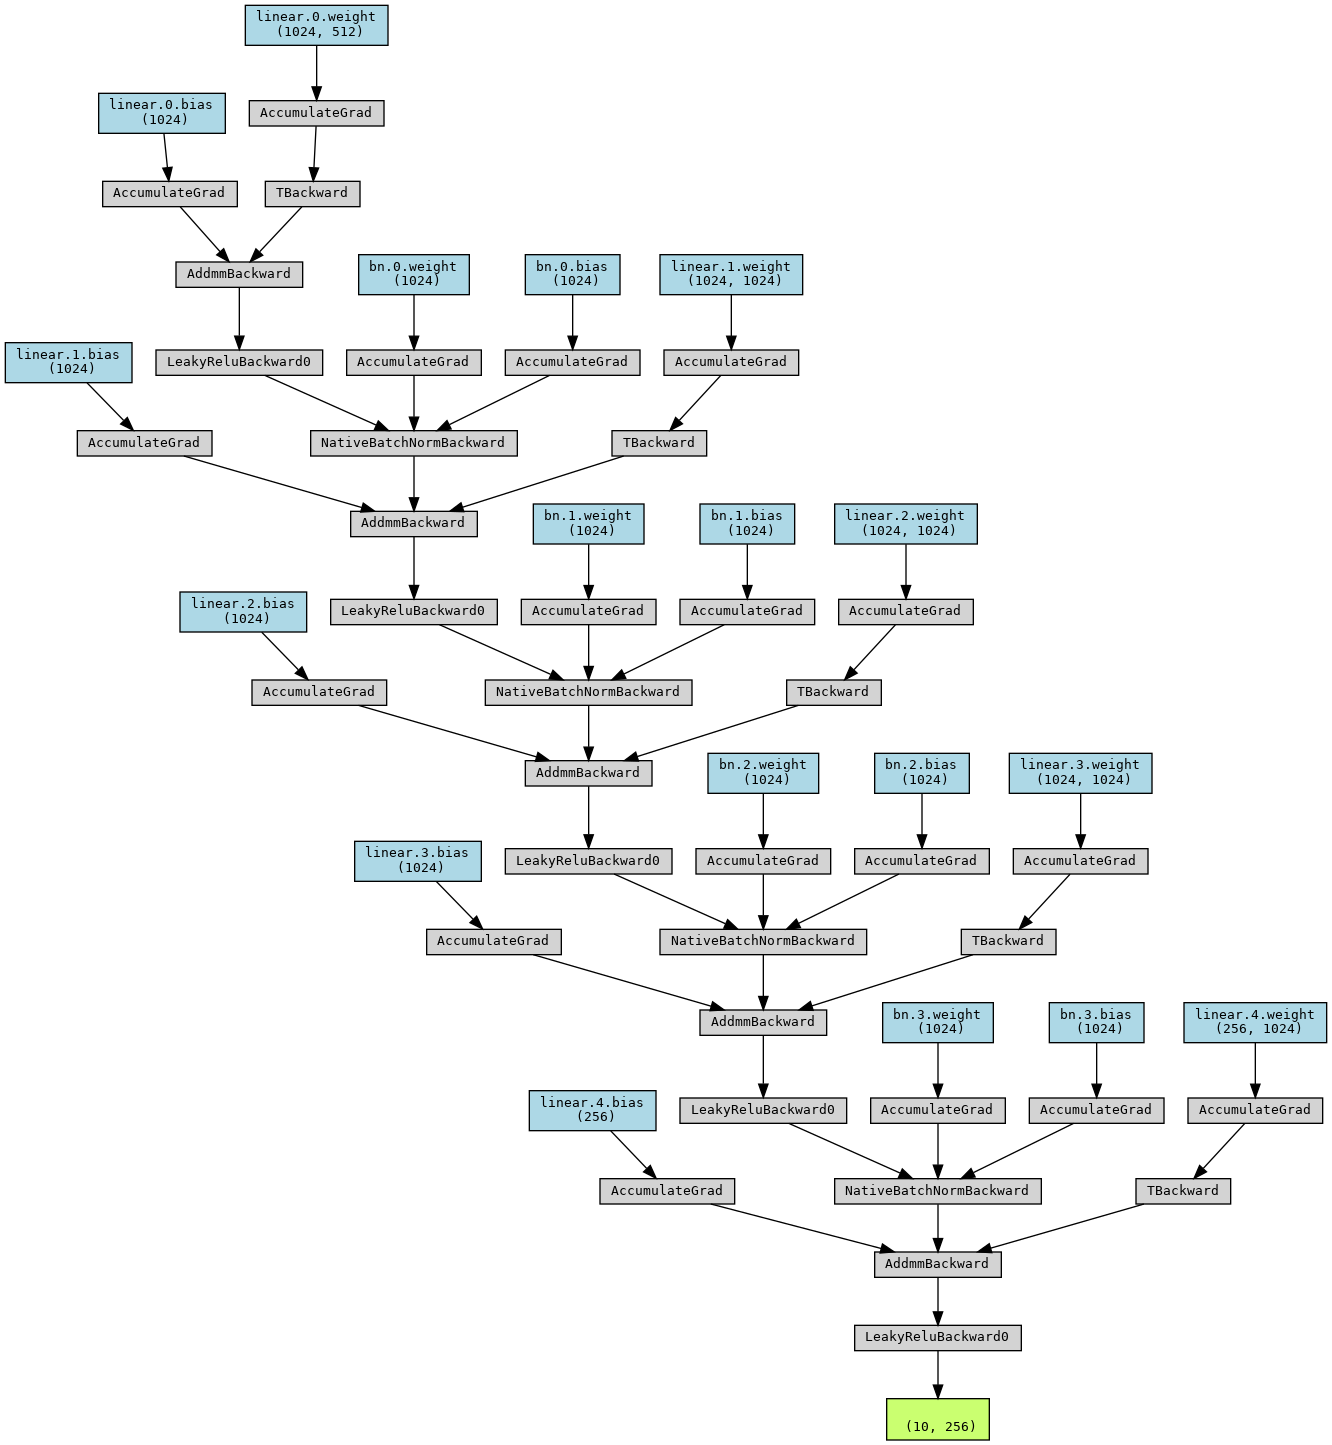 linear.0.weight
(1024, 512)
linear.0.bias
(1024)
AccumulateGrad
AccumulateGrad
TBackward
AddmmBackward
bn.0.weight
(1024)
bn.0.bias
(1024)
linear.1.weight
(1024, 1024)
linear.1.bias
(1024)
LeakyReluBackward0
AccumulateGrad
AccumulateGrad
AccumulateGrad
AccumulateGrad
NativeBatchNormBackward
TBackward
AddmmBackward
bn.1.weight
(1024)
bn.1.bias
(1024)
linear.2.weight
(1024, 1024)
linear.2.bias
(1024)
LeakyReluBackward0
AccumulateGrad
AccumulateGrad
AccumulateGrad
AccumulateGrad
NativeBatchNormBackward
TBackward
AddmmBackward
bn.2.weight
(1024)
bn.2.bias
(1024)
linear.3.weight
(1024, 1024)
linear.3.bias
(1024)
LeakyReluBackward0
AccumulateGrad
AccumulateGrad
AccumulateGrad
AccumulateGrad
NativeBatchNormBackward
TBackward
AddmmBackward
bn.3.weight
(1024)
bn.3.bias
(1024)
linear.4.weight
(256, 1024)
linear.4.bias
(256)
LeakyReluBackward0
AccumulateGrad
AccumulateGrad
AccumulateGrad
AccumulateGrad
NativeBatchNormBackward
TBackward
AddmmBackward
LeakyReluBackward0
(10, 256)